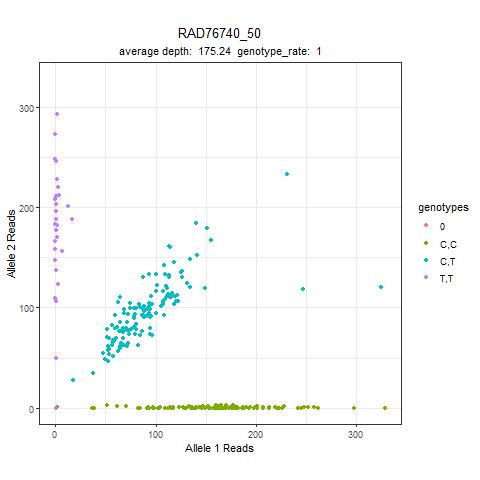 RAD76740_50
average depth:  175.24  genotype_rate:  1
Allele 2 Reads
300
200
100
0
0
100
200
300
Allele 1 Reads
genotypes
0
C,C
C,T
T,T